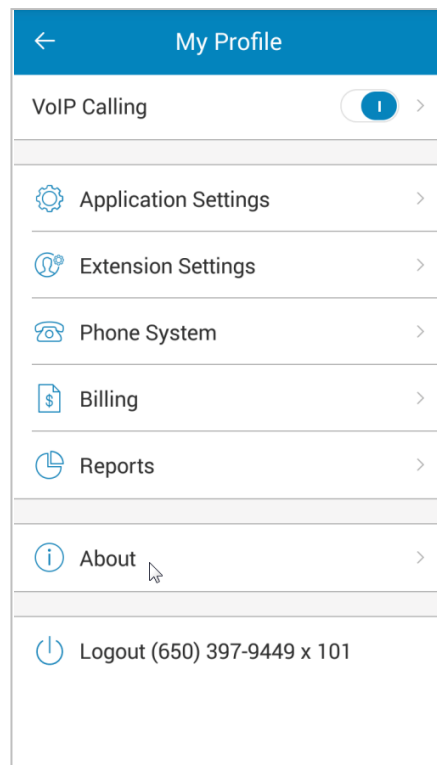 My Profile
VoIP Calling
Application Settings
Extension Settings
Phone System
Billing
Reports
About
Logout (650) 397-9449 x 101